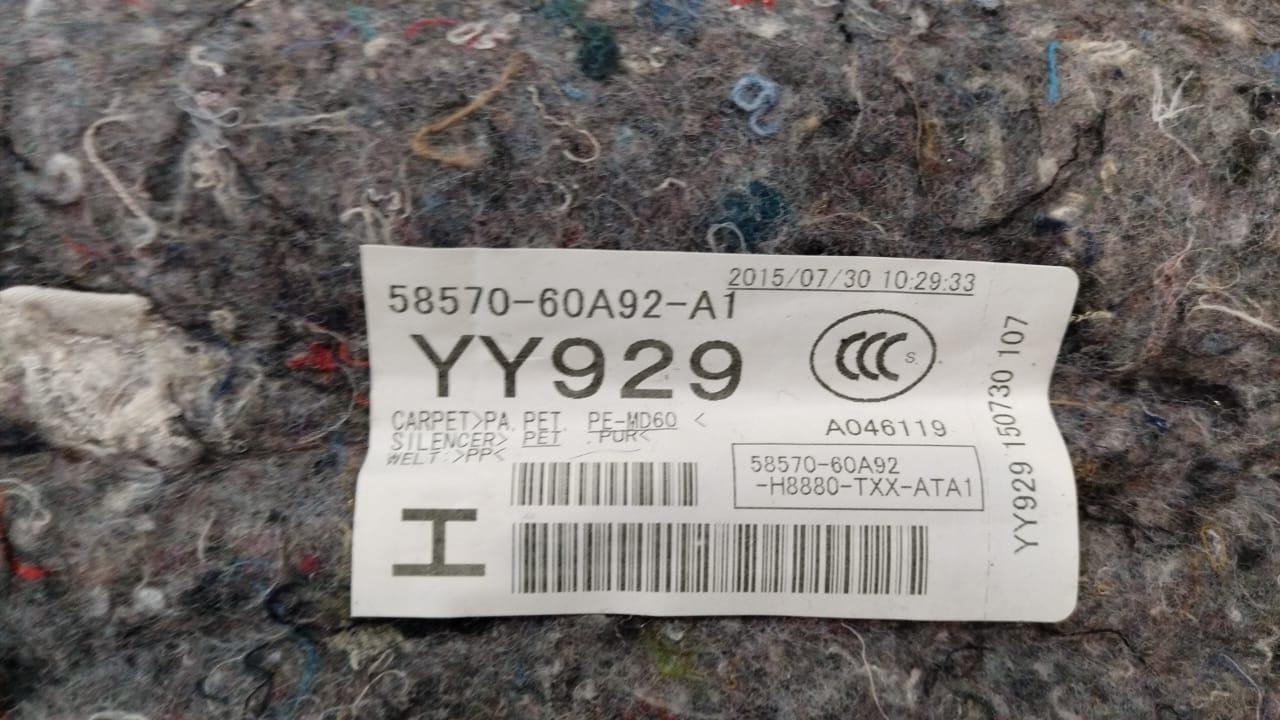 2015/07/30 10:29:33
58570-60A92-A1
YY929
CCC S
CARPET>PA. PET. PE-MD60 <
SILENCER> PET .PUR<
WELT:>PP<
A046119
58570-60A92
-H8880-TXX-ATA1
H
YY929 150730 107